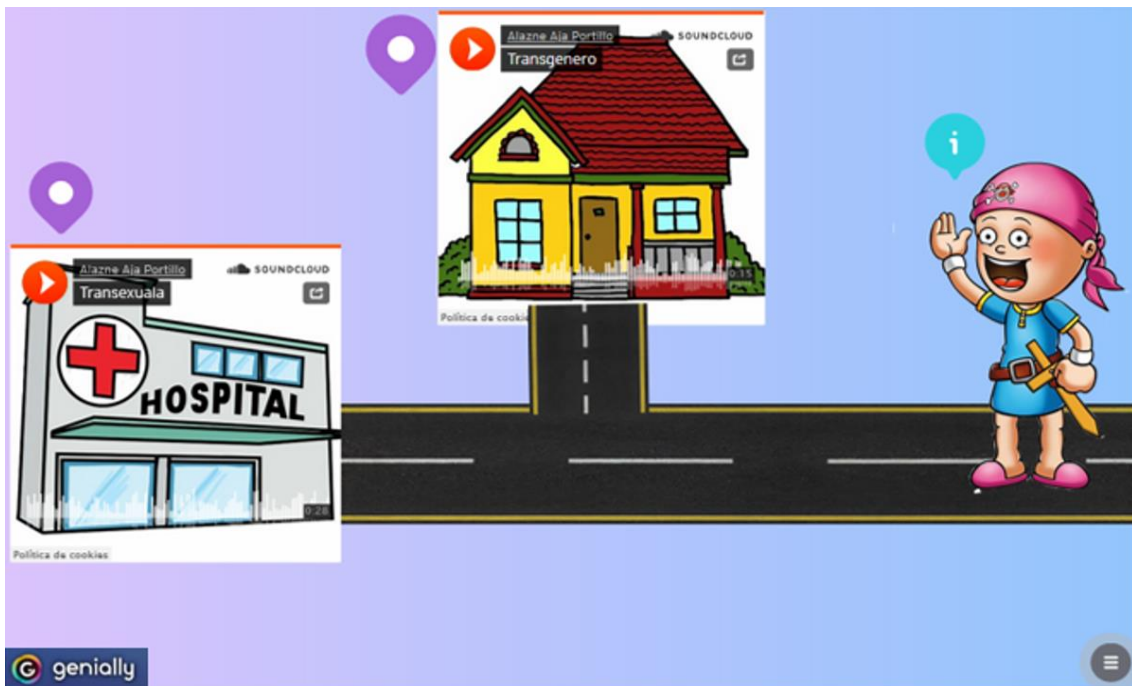 Alazne Aja Portillo
SOUNDCLOUD
Transgenero
0:15
Política de cookies
i
Alazne Aja Portillo
SOUNDCLOUD
Transexuala
HOSPITAL
0:28
Política de cookies
genially